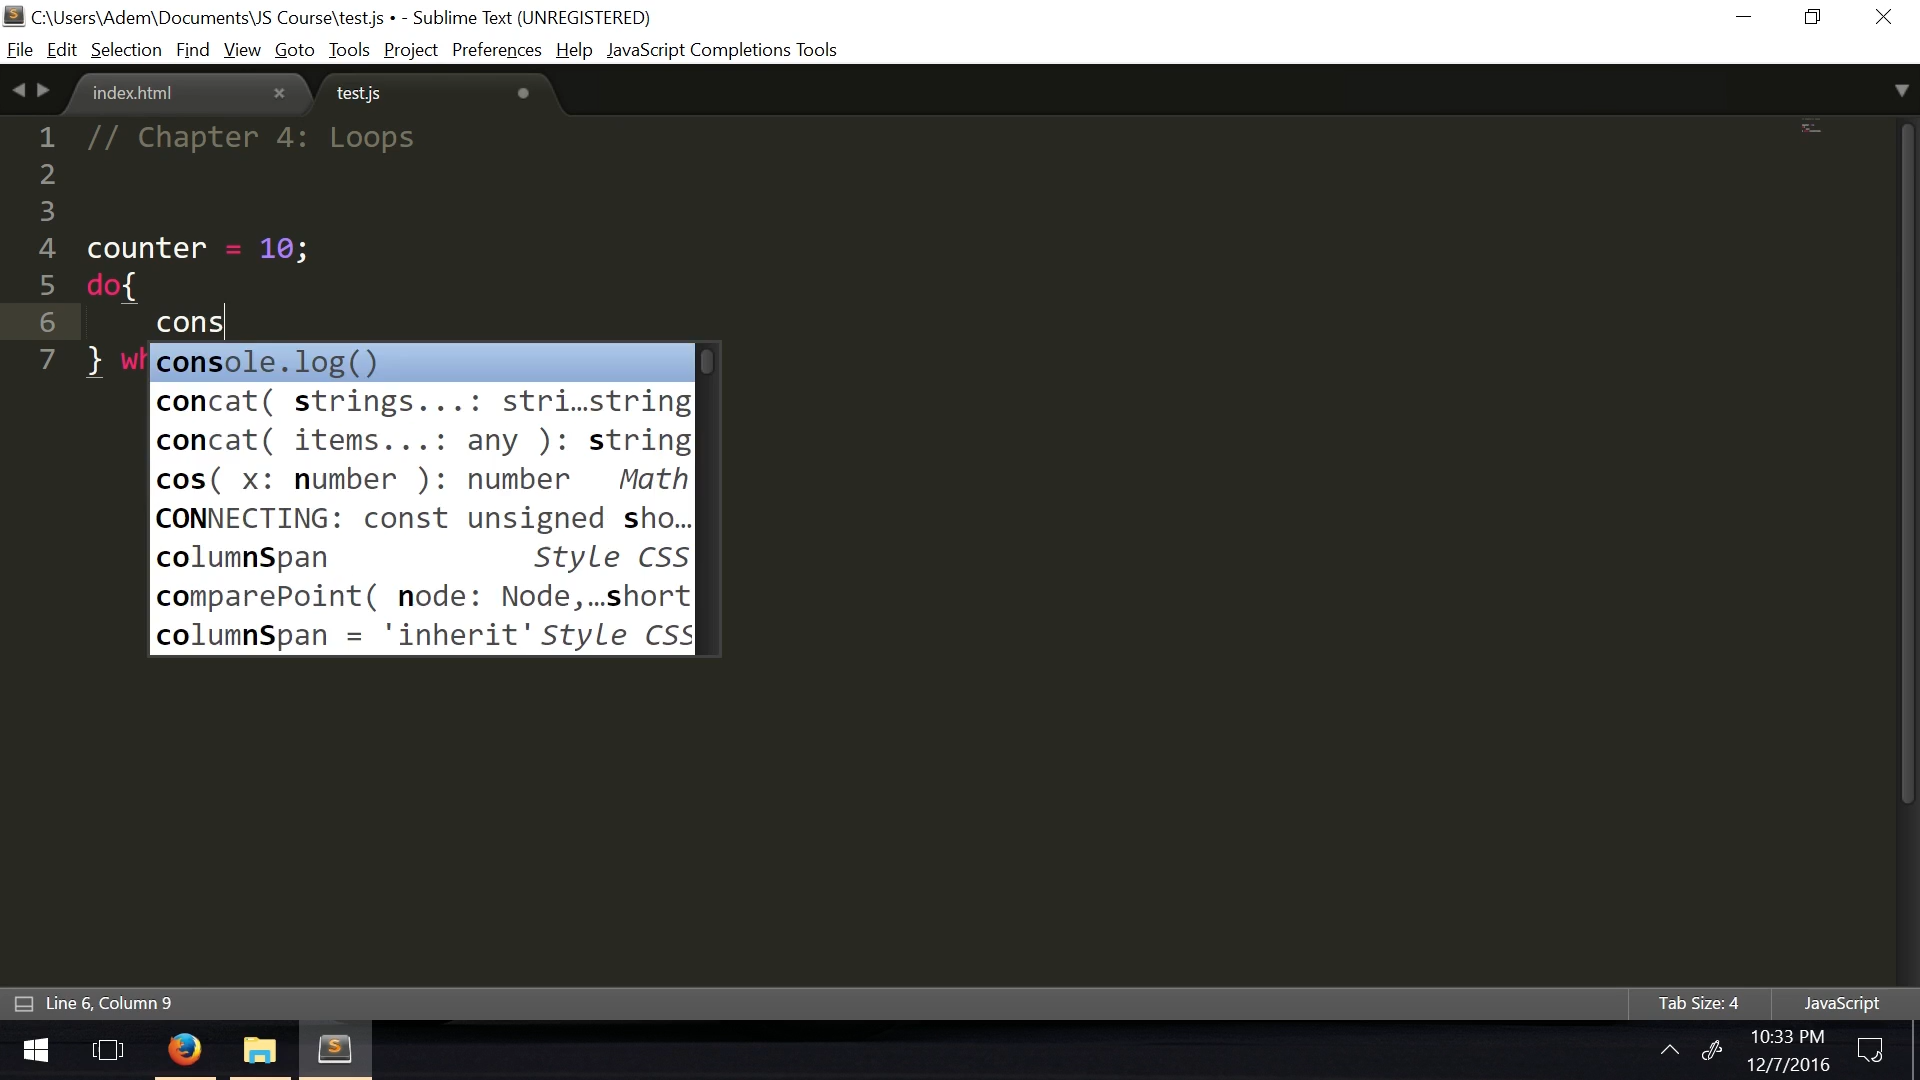 C:\Users\Adem\Documents\JS Course\test.js • - Sublime Text (UNREGISTERED)
File Edit Selection Find View Goto Tools Project Preferences Help JavaScript Completions Tools
index.html × test.js
1 // Chapter 4: Loops
2
3
4 counter = 10;
5 do{
6 cons
7 } wh
console.log()
concat( strings...: stri…string
concat( items...: any ): string
cos( x: number ): number Math
CONNECTING: const unsigned sho…
columnSpan Style CSS
comparePoint( node: Node,…short
columnSpan = 'inherit' Style CSS
Line 6, Column 9 Tab Size: 4 JavaScript
10:33 PM
12/7/2016